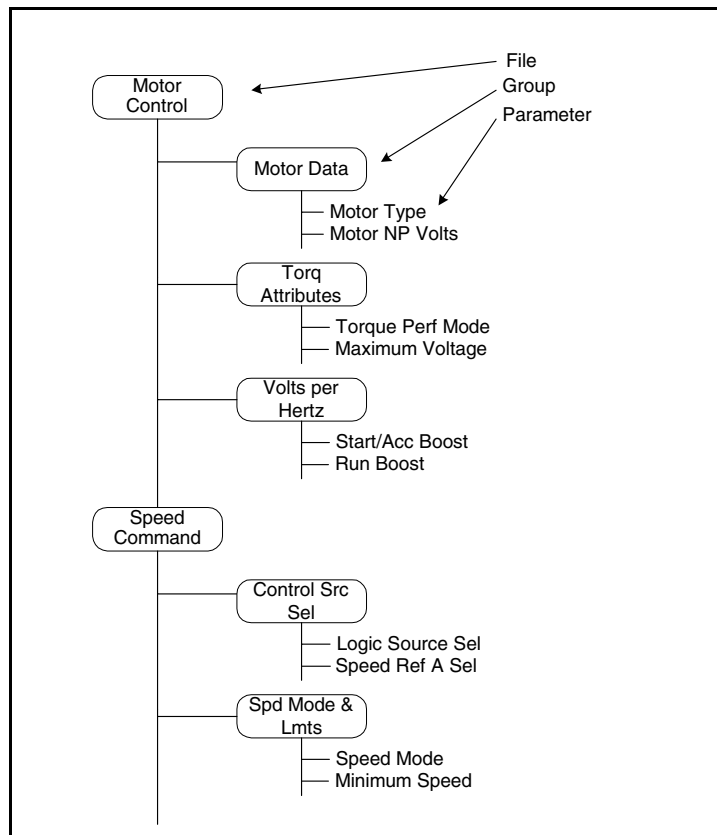 File
Group
Parameter
Motor
Control
Motor Data
Motor Type
Motor NP Volts
Torq
Attributes
Torque Perf Mode
Maximum Voltage
Volts per
Hertz
Start/Acc Boost
Run Boost
Speed
Command
Control Src
Sel
Logic Source Sel
Speed Ref A Sel
Spd Mode &
Lmts
Speed Mode
Minimum Speed